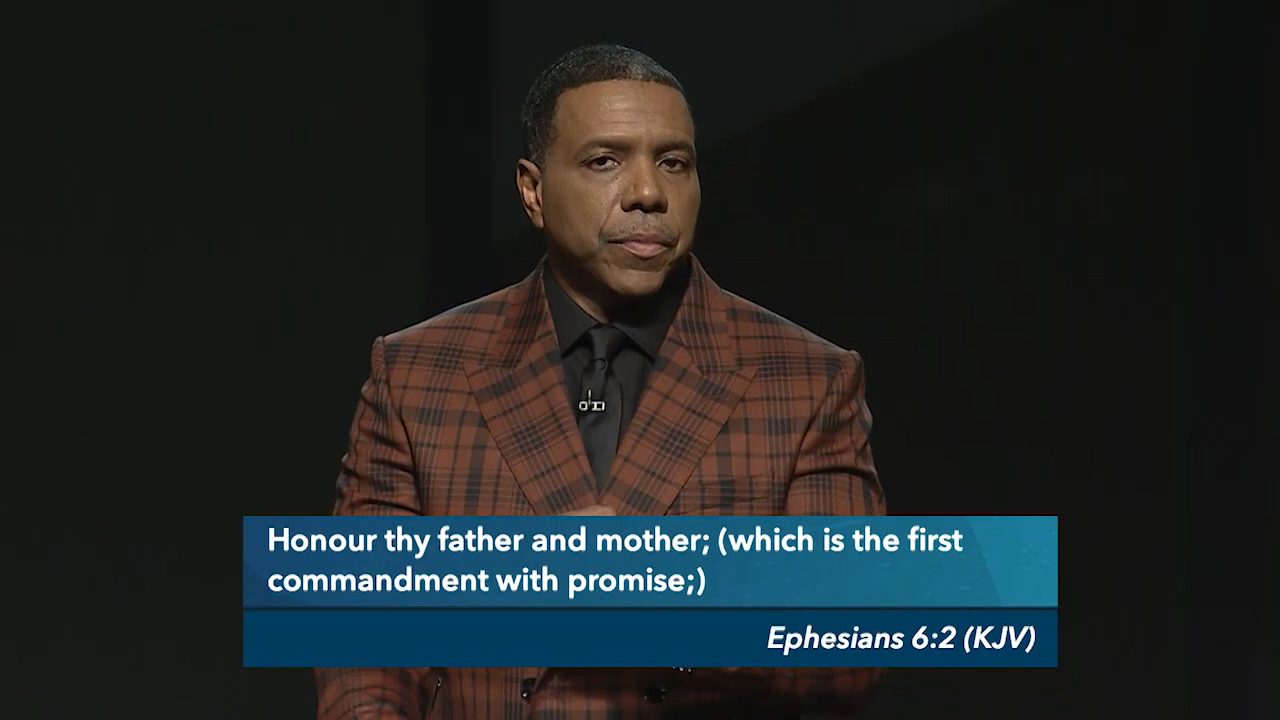 Honour thy father and mother; (which is the first
commandment with promise;)
Ephesians 6:2 (KJV)